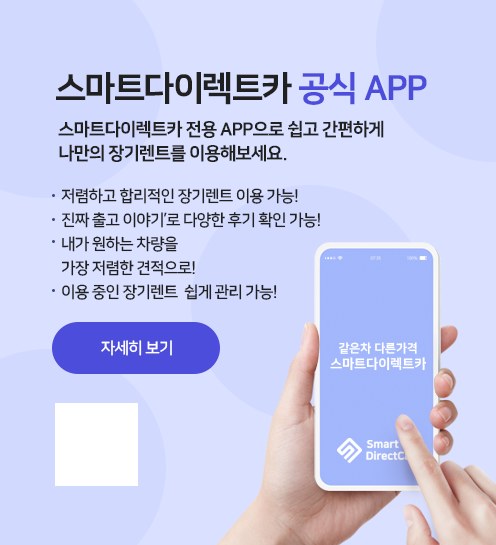 스마트다이렉트카 공식 APP
스마트다이렉트카 전용 APP으로 쉽고 간편하게
나만의 장기렌트를 이용해보세요.
· 저렴하고 합리적인 장기렌트 이용 가능!
· 진짜 출고 이야기'로 다양한 후기 확인 가능!
· 내가 원하는 차량을
가장 저렴한 견적으로!
· 이용 중인 장기렌트 쉽게 관리 가능!
자세히 보기
같은차 다른가격
스마트다이렉트카
Smart